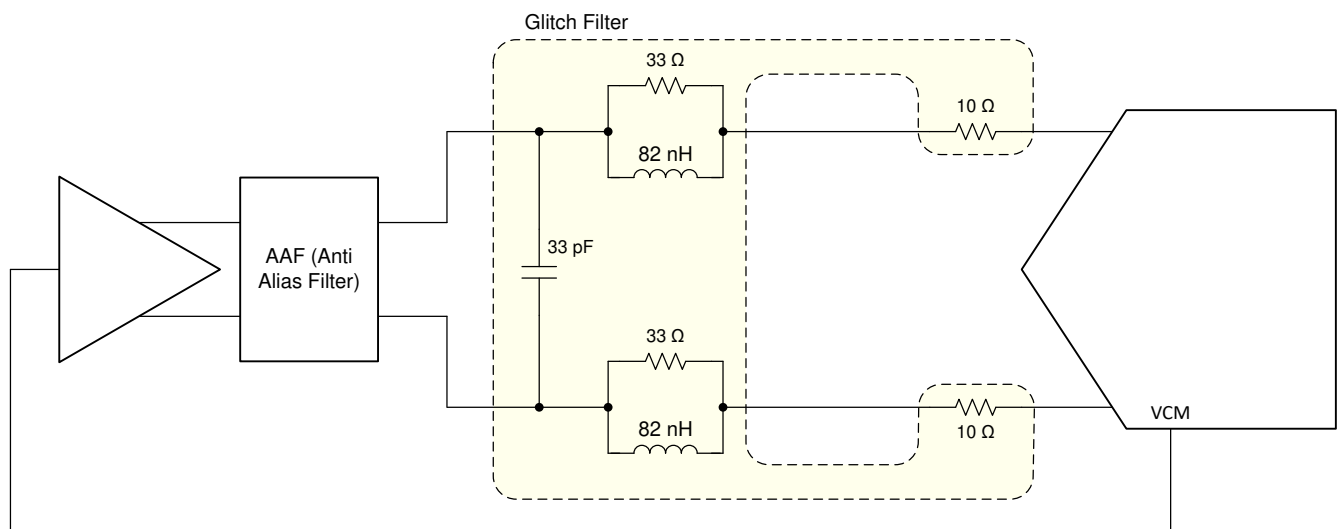 Glitch Filter
33 Ω
10 Ω
82 nH
AAF (Anti
Alias Filter)
33 pF
33 Ω
82 nH
10 Ω
VCM